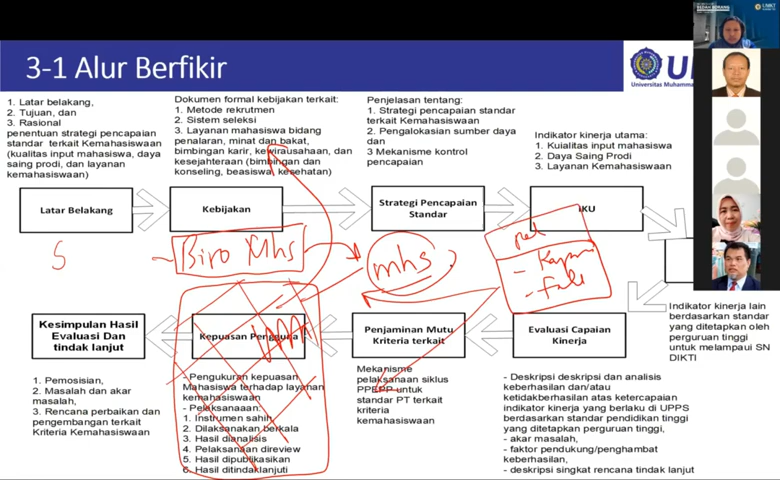 BEDAH BORANG
3-1 Alur Berfikir
Universitas Muhammad
1. Latar belakang,
2. Tujuan, dan
3. Rasional
penentuan strategi pencapaian
standar terkait Kemahasiswaan
(kualitas input mahasiswa, daya
saing prodi, dan layanan
kemahasiswaan)
Dokumen formal kebijakan terkait:
1. Metode rekrutmen
2. Sistem seleksi
3. Layanan mahasiswa bidang
penalaran, minat dan bakat,
bimbingan karir, kewirausahaan, dan
kesejahteraan (bimbingan dan
konseling, beasiswa, kesehatan)
Penjelasan tentang:
1. Strategi pencapaian standar
terkait Kemahasiswaan
2. Pengalokasian sumber daya
dan
3 Mekanisme kontrol
pencapaian
Indikator kinerja utama:
1. Kuialitas input mahasiswa
2. Daya Saing Prodi
3. Layanan Kemahasiswaan
Latar Belakang
Kebijakan
Strategi Pencapaian
Standar
IKU
S
Biro Mhs
mhs
Indikator kinerja lain
berdasarkan standar
yang ditetapkan oleh
perguruan tinggi
untuk melampaui SN
DIKTI
Kesimpulan Hasil
Evaluasi Dan
tindak lanjut
Kepuasan Pengguna
Penjaminan Mutu
Kriteria terkait
Evaluasi Capaian
Kinerja
1. Pemosisian,
2. Masalah dan akar
masalah,
3. Rencana perbaikan dan
pengembangan terkait
Kriteria Kemahasiswaan
- Pengukuran kepuasan
Mahasiswa terhadap layanan
kemahasiswaan
- Pelaksanaaan:
1. Instrumen sahih
2. Dilaksanakan berkala
3. Hasil dianalisis
4. Pelaksanaan direview
5. Hasil dipublikasikan
6. Hasil ditindaklanjuti
Mekanisme
pelaksanaan siklus
PPEPP untuk
standar PT terkait
kriteria
kemahasiswaan
- Deskripsi deskripsi dan analisis
keberhasilan dan/atau
ketidakberhasilan atas ketercapaian
indikator kinerja yang berlaku di UPPS
berdasarkan standar pendidikan tinggi
yang ditetapkan perguruan tinggi,
- akar masalah,
- faktor pendukung/penghambat
keberhasilan,
- deskripsi singkat rencana tindak lanjut